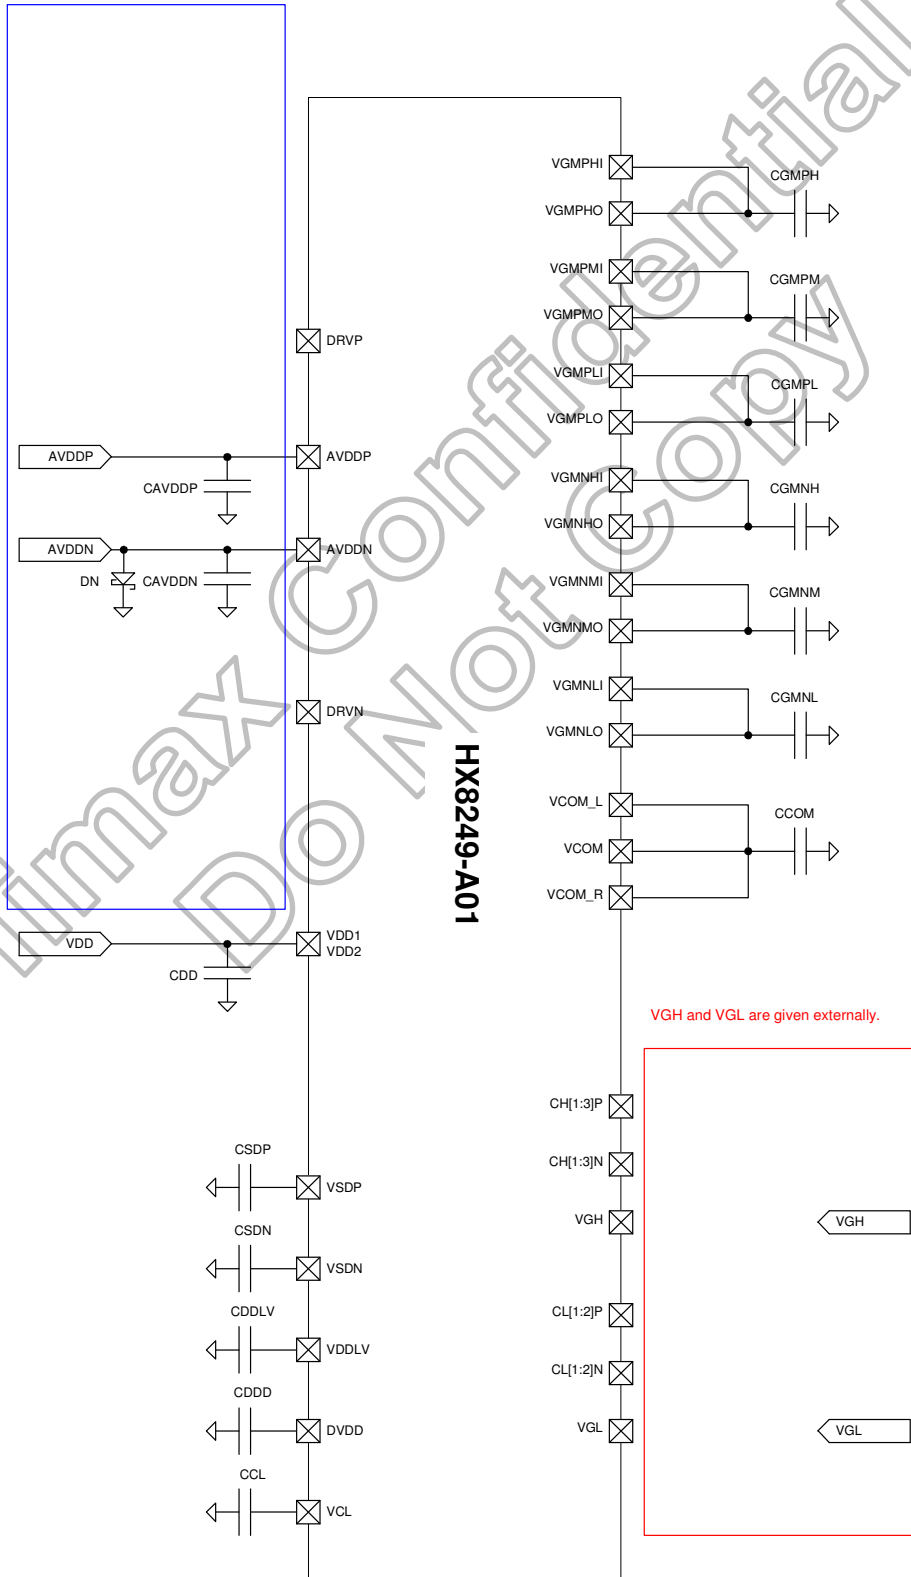 VGMPHI
CGMPH
VGMPHO
VGMPMI
CGMPM
VGMPMO
DRVP
VGMPLI
CGMPL
VGMPLO
AVDDP
AVDDP
CAVDDP
VGMNHI
CGMNH
VGMNHO
AVDDN
AVDDN
DN
CAVDDN
VGMNMI
CGMNM
VGMNMO
VGMNLI
CGMNL
DRVN
VGMNLO
HX8249-A01
VCOM_L
CCOM
VCOM
VCOM_R
VDD
VDD1
VDD2
CDD
VGH and VGL are given externally.
CH[1:3]P
CH[1:3]N
CSDP
VSDP
VGH
VGH
CSDN
VSDN
CL[1:2]P
CDDLV
VDDLV
CL[1:2]N
CDDD
DVDD
VGL
VGL
CCL
VCL
imax Confidential
Do Not Copy